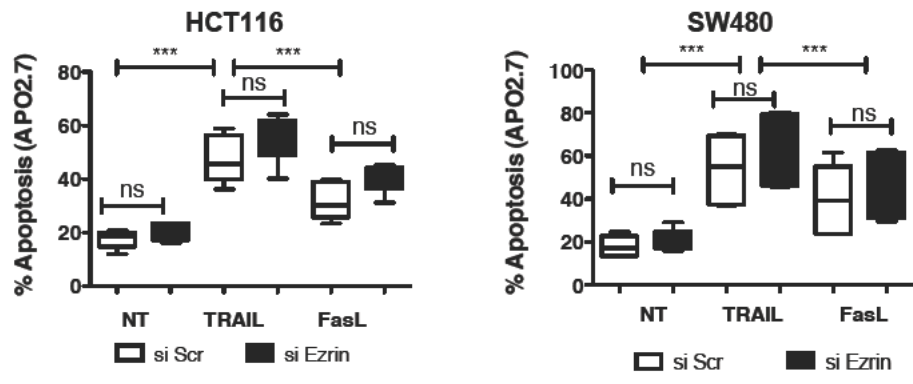 HCT116
*** ***
80
60
40
20
0
% Apoptosis (APO2.7)
ns
ns
ns
NT TRAIL FasL
si Scr si Ezrin
SW480
*** ***
100
80
60
40
20
0
% Apoptosis (APO2.7)
ns
ns
ns
NT TRAIL FasL
si Scr si Ezrin